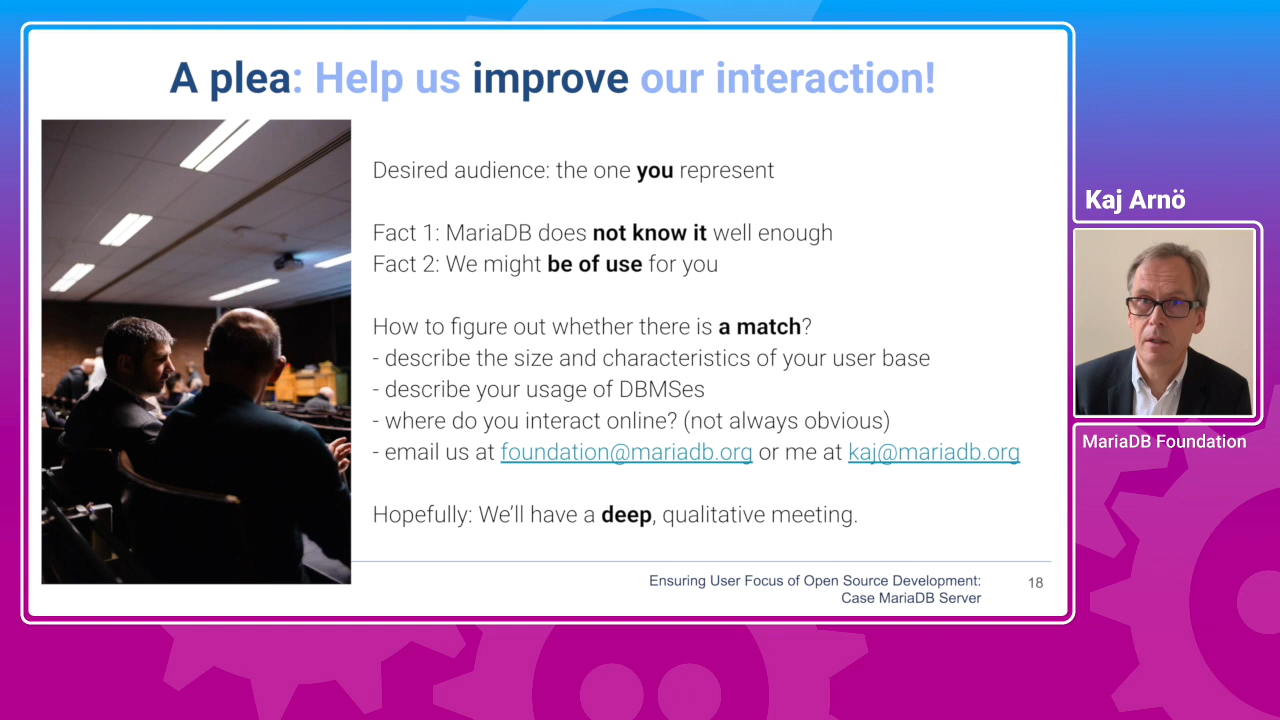 A plea: Help us improve our interaction!
Desired audience: the one you represent
Fact 1: MariaDB does not know it well enough
Fact 2: We might be of use for you
How to figure out whether there is a match?
- describe the size and characteristics of your user base
- describe your usage of DBMSes
- where do you interact online? (not always obvious)
- email us at foundation@mariadb.org or me at kaj@mariadb.org
Hopefully: We'll have a deep, qualitative meeting.
Ensuring User Focus of Open Source Development:
Case MariaDB Server
18
Kaj Arnö
MariaDB Foundation